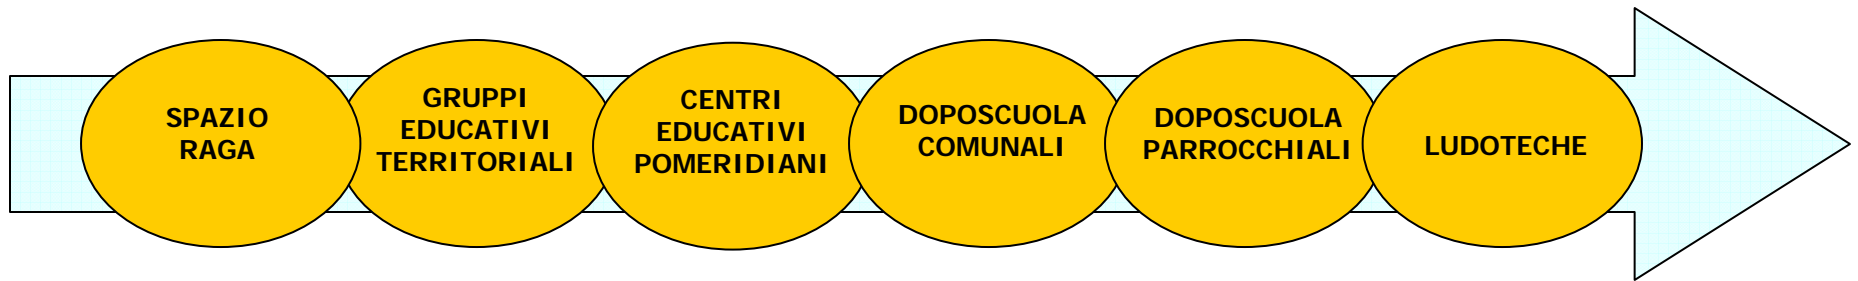 SPAZIO
RAGA
GRUPPI
EDUCATIVI
TERRITORIALI
CENTRI
EDUCATIVI
POMERIDIANI
DOPOSCUOLA
COMUNALI
DOPOSCUOLA
PARROCCHIALI
LUDOTECHE